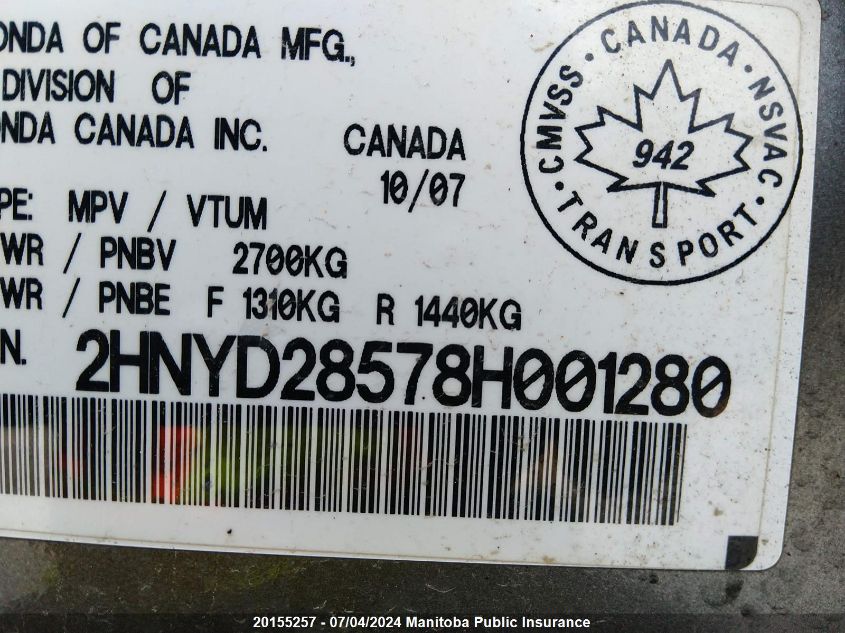 ONDA OF CANADA MFG.,
DIVISION OF
ONDA CANADA INC.
CANADA
10/07
PE: MPV / VTUM
WR / PNBV 2700KG
WR / PNBE F 1310KG R 1440KG
N. 2HNYD28578H001280
CMVSS · CANADA · NSVAC · TRANSPORT ·
942
20155257 - 07/04/2024 Manitoba Public Insurance